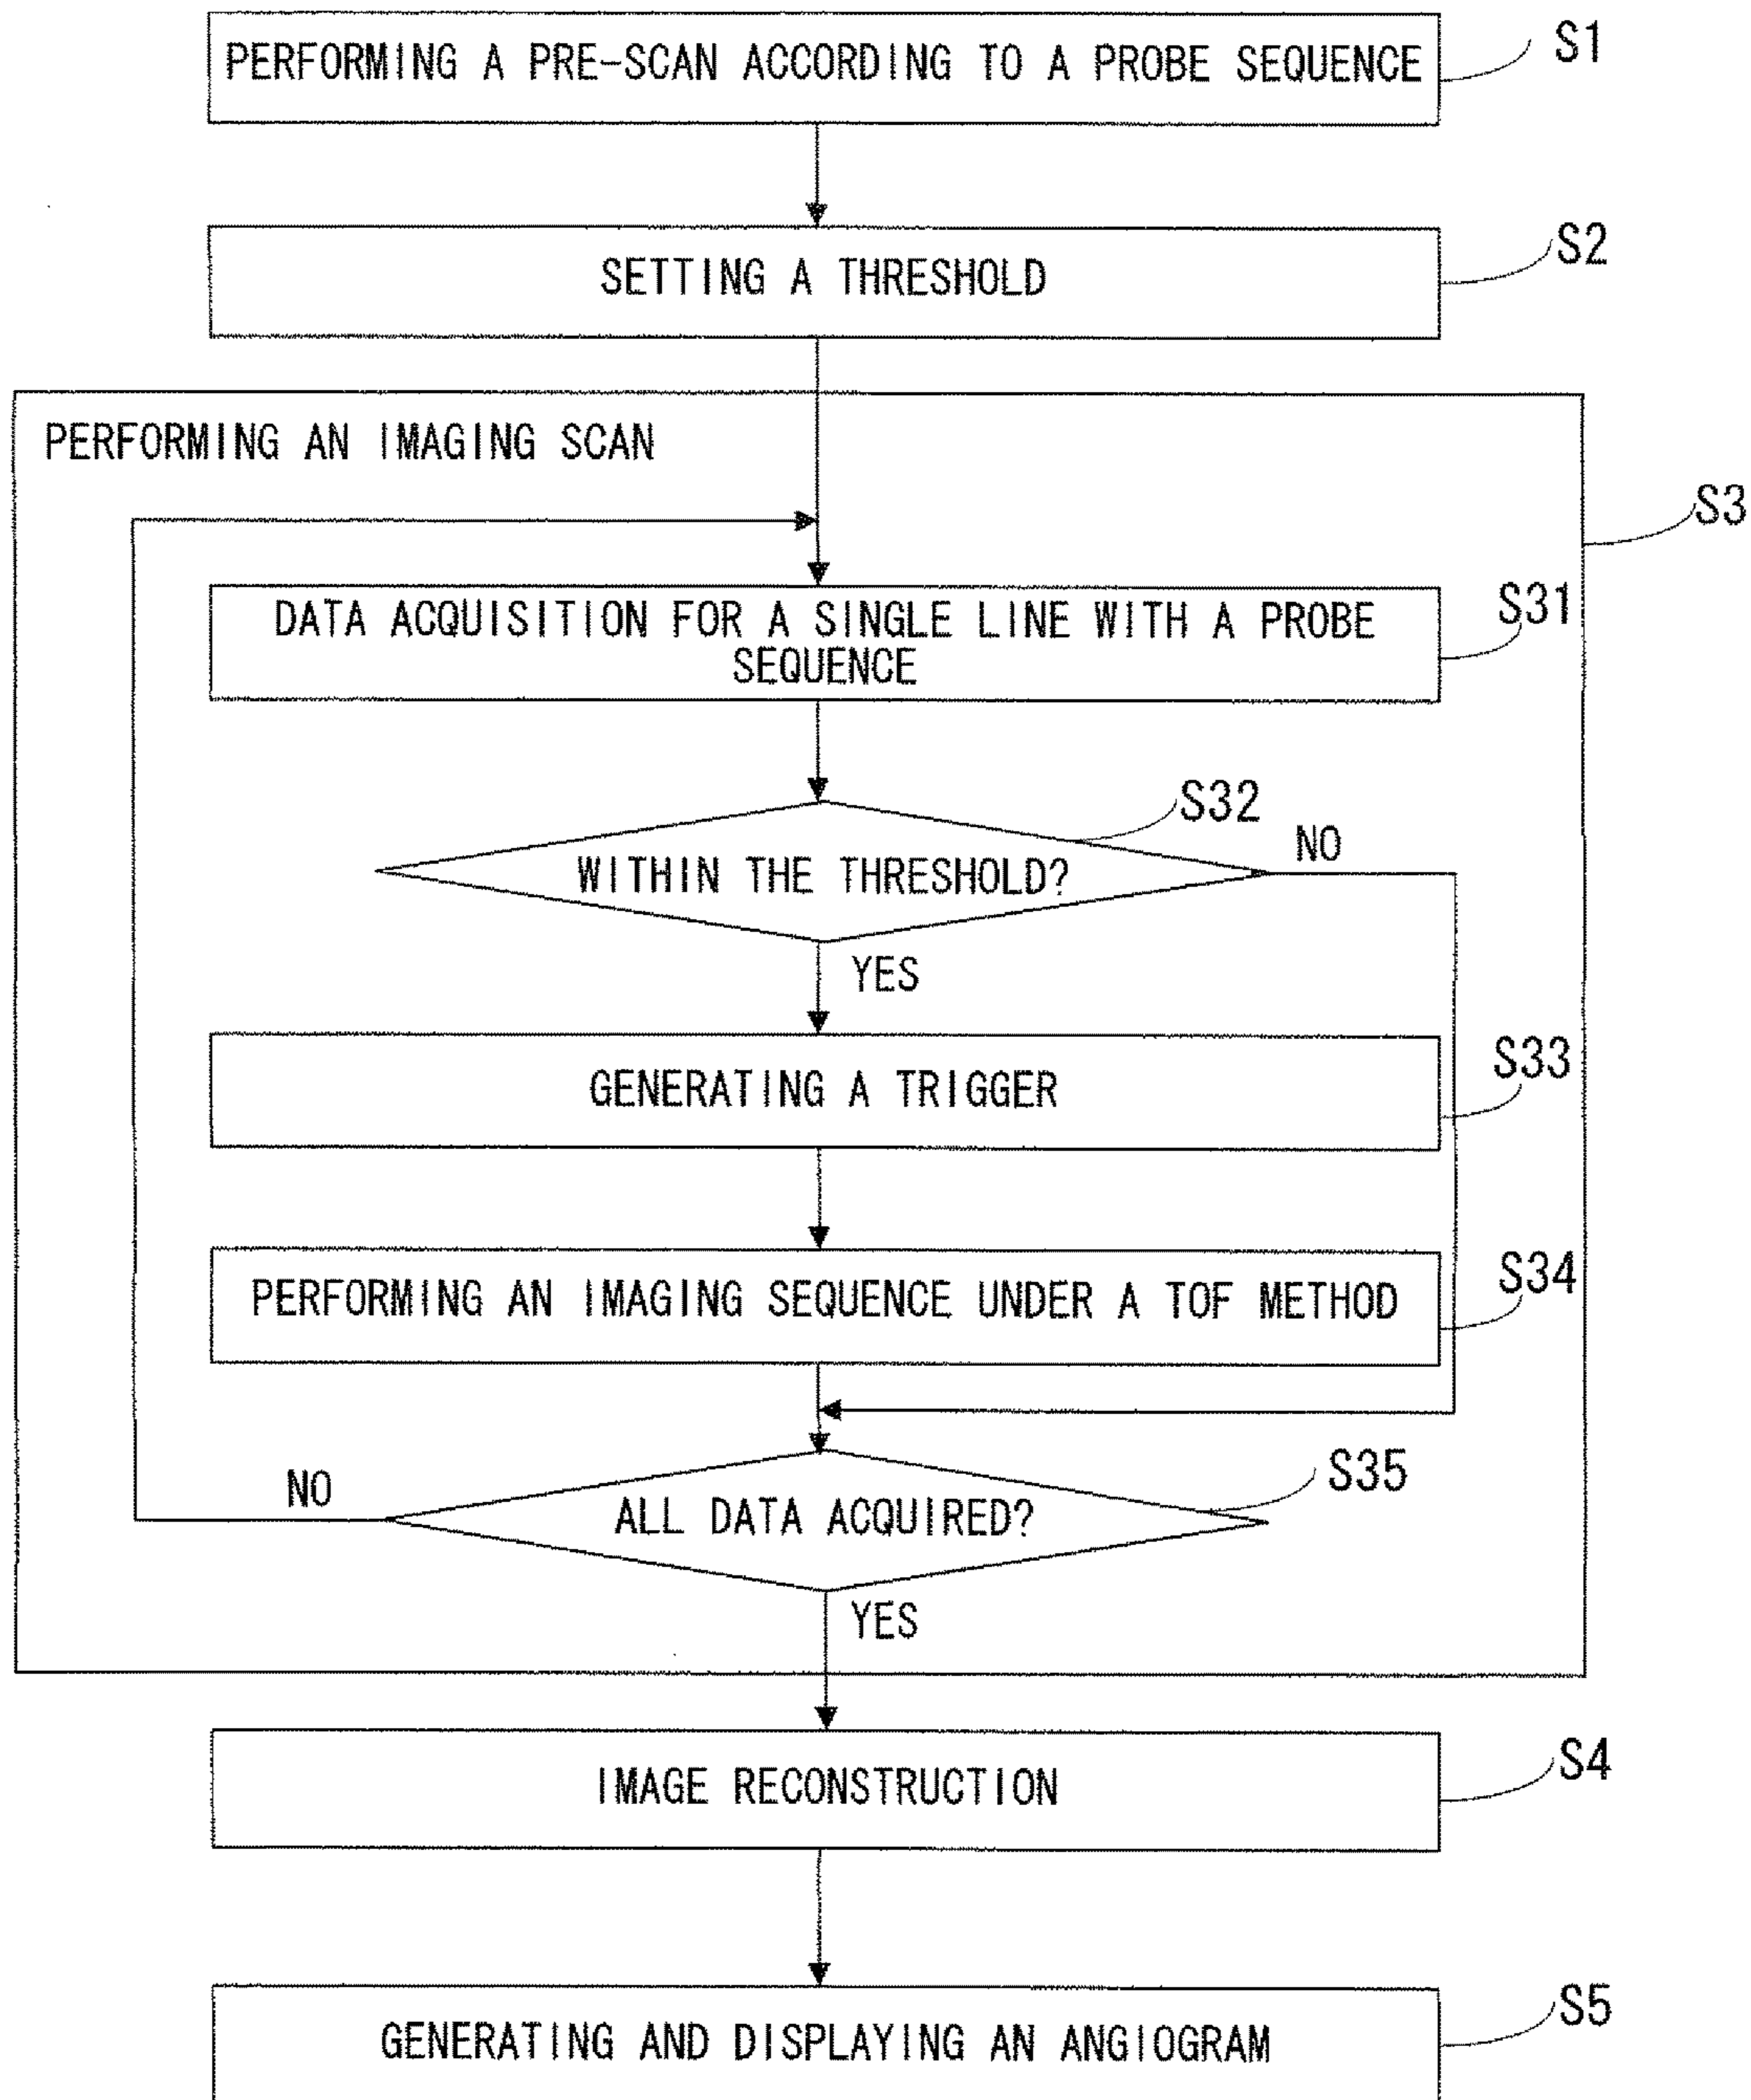 PERFORMING A PRE-SCAN ACCORDING TO A PROBE SEQUENCE
S1
SETTING A THRESHOLD
S2
PERFORMING AN IMAGING SCAN
S3
DATA ACQUISITION FOR A SINGLE LINE WITH A PROBE
SEQUENCE
S31
S32
WITHIN THE THRESHOLD?
NO
YES
GENERATING A TRIGGER
S33
PERFORMING AN IMAGING SEQUENCE UNDER A TOF METHOD
S34
NO
ALL DATA ACQUIRED?
S35
YES
IMAGE RECONSTRUCTION
S4
GENERATING AND DISPLAYING AN ANGIOGRAM
S5